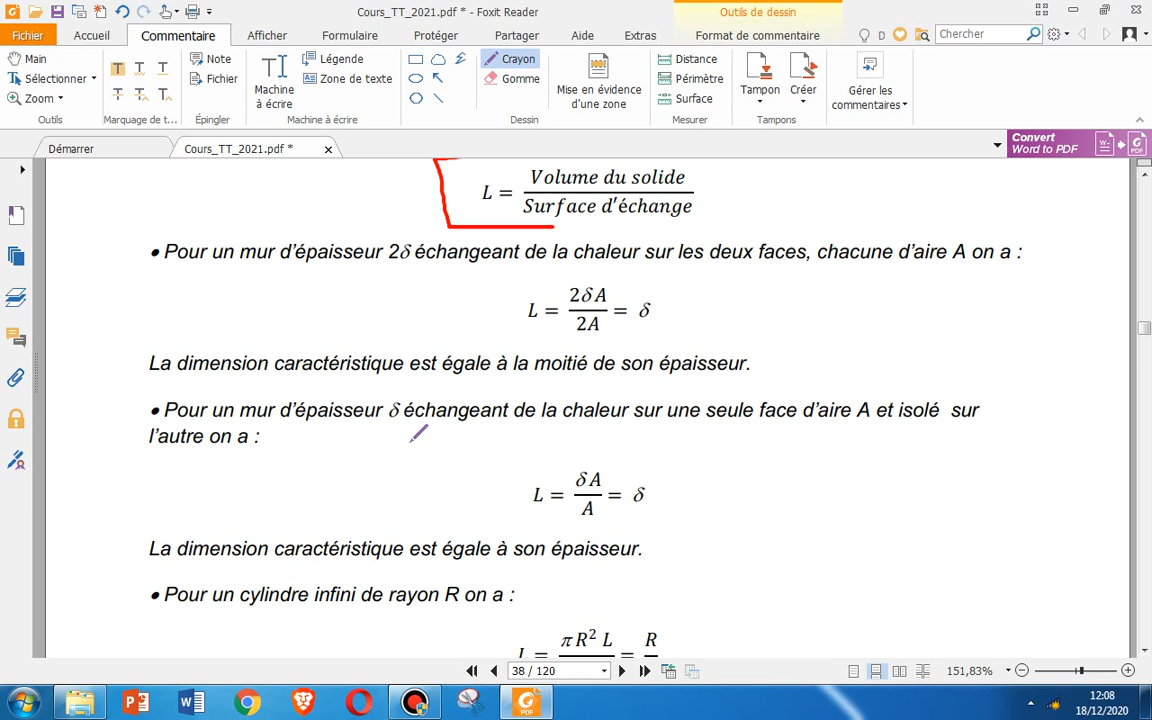 Cours_TT_2021.pdf * - Foxit Reader
Outils de dessin
Fichier Accueil Commentaire Afficher Formulaire Protéger Partager Aide Extras Format de commentaire Chercher
Main
Sélectionner
Zoom
Outils
Marquage de t...
Note
Fichier
Épingler
Machine à écrire
Légende
Zone de texte
Machine à écrire
Crayon
Gomme
Dessin
Mise en évidence d'une zone
Distance
Périmètre
Surface
Mesurer
Tampon
Créer
Tampons
Gérer les commentaires
Démarrer
Cours_TT_2021.pdf *
Convert
Word to PDF
L = Volume du solide / Surface d'échange
• Pour un mur d'épaisseur 2δ échangeant de la chaleur sur les deux faces, chacune d'aire A on a :
L = 2δA / 2A = δ
La dimension caractéristique est égale à la moitié de son épaisseur.
• Pour un mur d'épaisseur δ échangeant de la chaleur sur une seule face d'aire A et isolé sur
l'autre on a :
L = δA / A = δ
La dimension caractéristique est égale à son épaisseur.
• Pour un cylindre infini de rayon R on a :
L = πR² L = R
38 / 120
151,83%
12:08
18/12/2020